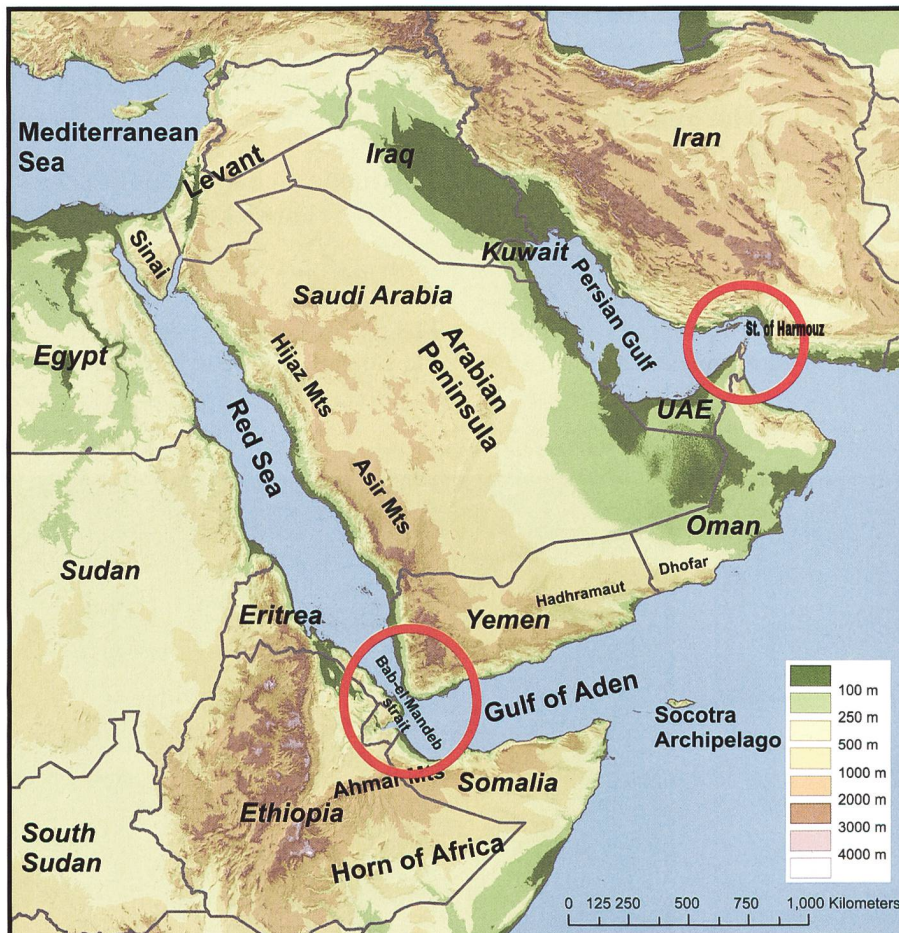 Mediterranean
Sea
Levant
Iraq
Iran
Sinai
Kuwait
Persian Gulf
St. of Harmouz
Saudi Arabia
Egypt
Hijaz Mts
Arabian
Peninsula
UAE
Red Sea
Asir Mts
Oman
Sudan
Dhofar
Hadhramaut
Eritrea
Yemen
Bab-el Mandeb
strait
Gulf of Aden
Socotra
Archipelago
Ahmar Mts
Somalia
Ethiopia
South
Sudan
Horn of Africa
100 m
250 m
500 m
1000 m
2000 m
3000 m
4000 m
0 125 250 500 750 1,000 Kilometers